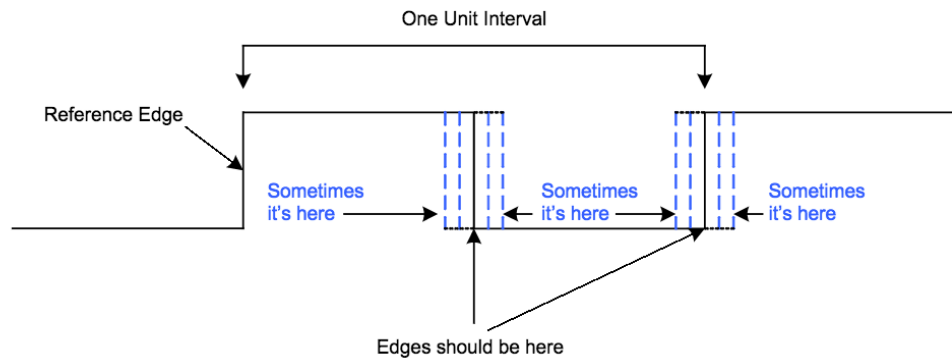 One Unit Interval
Reference Edge
Sometimes
it's here
Sometimes
it's here
Sometimes
it's here
Edges should be here